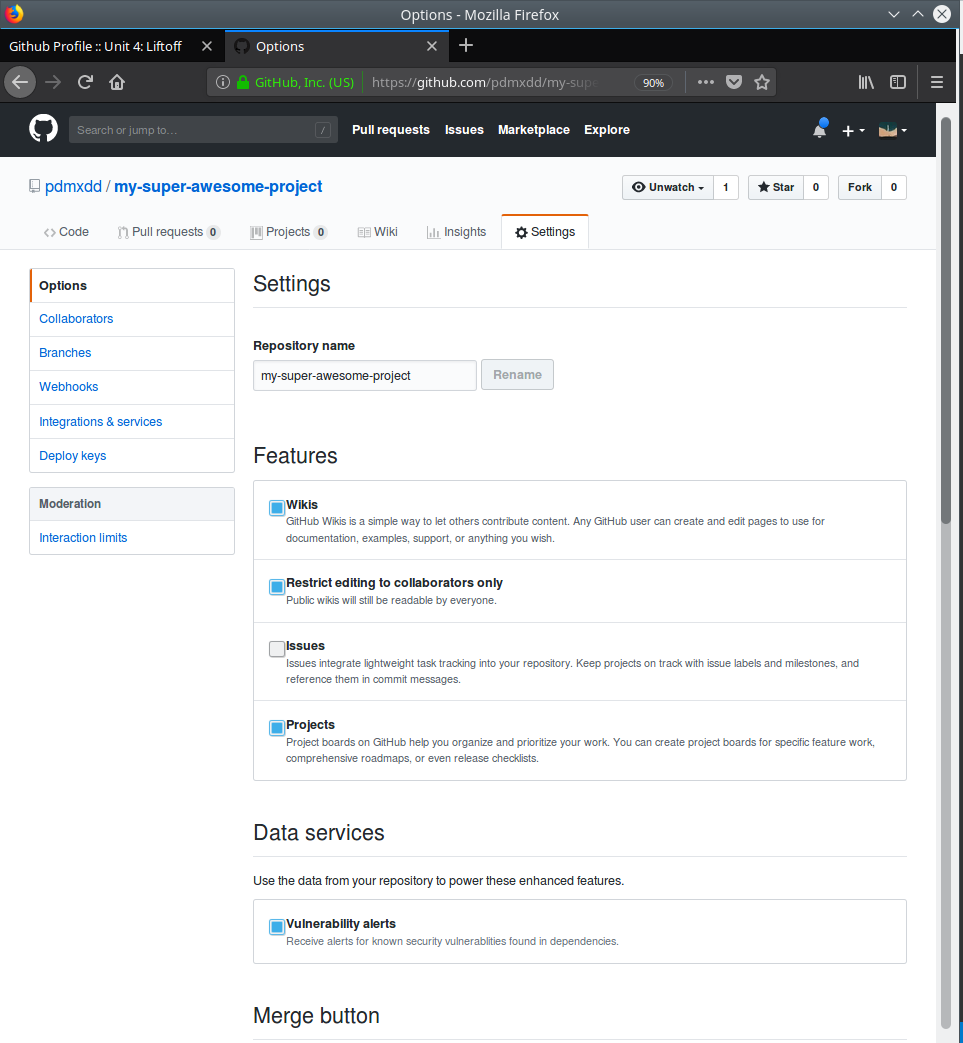 Options - Mozilla Firefox
Github Profile :: Unit 4: Liftoff
Options
GitHub, Inc. (US) https://github.com/pdmxdd/my-supe 90%
Search or jump to… / Pull requests Issues Marketplace Explore
pdmxdd / my-super-awesome-project
Unwatch 1 Star 0 Fork 0
Code Pull requests 0 Projects 0 Wiki Insights Settings
Options
Collaborators
Branches
Webhooks
Integrations & services
Deploy keys
Moderation
Interaction limits
Settings
Repository name
my-super-awesome-project Rename
Features
Wikis
GitHub Wikis is a simple way to let others contribute content. Any GitHub user can create and edit pages to use for
documentation, examples, support, or anything you wish.
Restrict editing to collaborators only
Public wikis will still be readable by everyone.
Issues
Issues integrate lightweight task tracking into your repository. Keep projects on track with issue labels and milestones, and
reference them in commit messages.
Projects
Project boards on GitHub help you organize and prioritize your work. You can create project boards for specific feature work,
comprehensive roadmaps, or even release checklists.
Data services
Use the data from your repository to power these enhanced features.
Vulnerability alerts
Receive alerts for known security vulnerablities found in dependencies.
Merge button